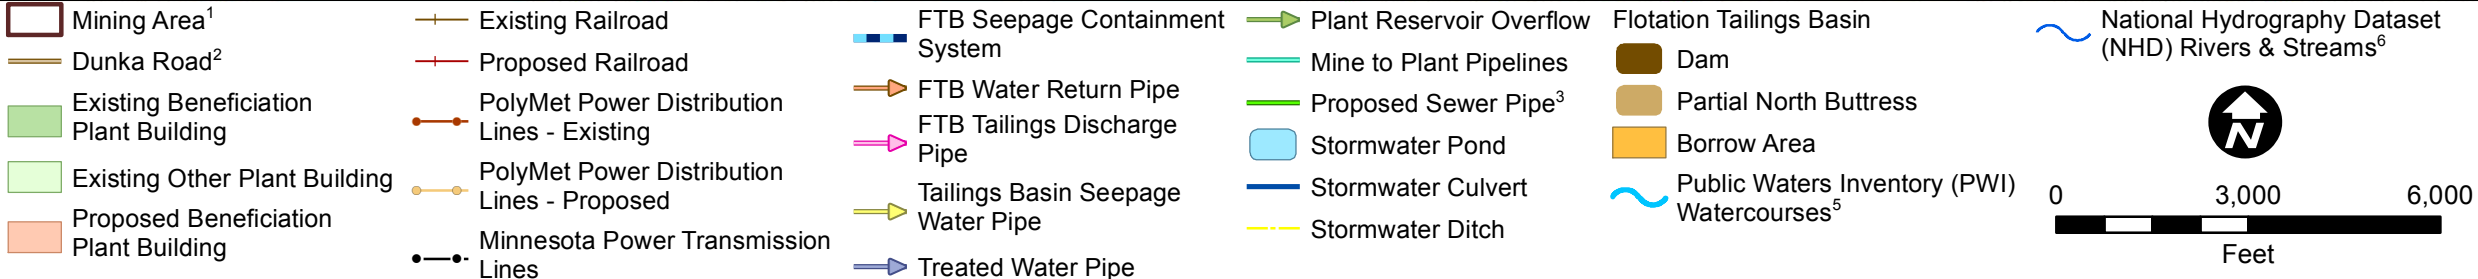 Mining Area1
Dunka Road2
Existing Beneficiation
Plant Building
Existing Other Plant Building
Proposed Beneficiation
Plant Building
Existing Railroad
Proposed Railroad
PolyMet Power Distribution
Lines - Existing
PolyMet Power Distribution
Lines - Proposed
Minnesota Power Transmission
Lines
FTB Seepage Containment
System
FTB Water Return Pipe
FTB Tailings Discharge
Pipe
Tailings Basin Seepage
Water Pipe
Treated Water Pipe
Plant Reservoir Overflow
Mine to Plant Pipelines
Proposed Sewer Pipe3
Stormwater Pond
Stormwater Culvert
Stormwater Ditch
Flotation Tailings Basin
Dam
Partial North Buttress
Borrow Area
Public Waters Inventory (PWI)
Watercourses5
National Hydrography Dataset
(NHD) Rivers & Streams6
N
0 3,000 6,000
Feet